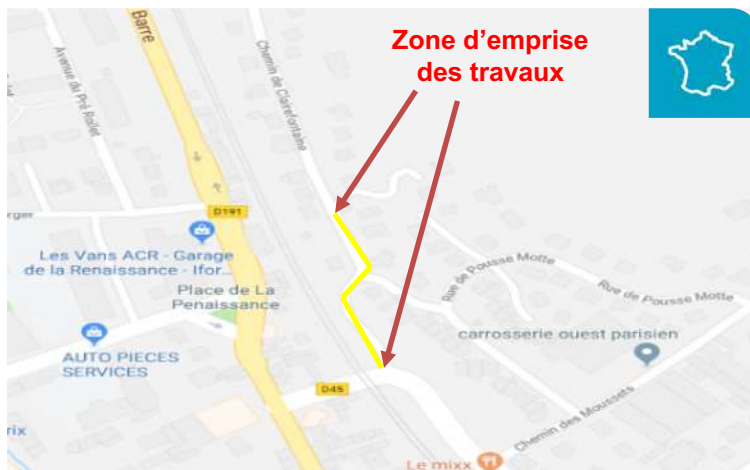 Zone d’emprise
des travaux
Barre
Avenue du Pré Rollet
Chemin de Clairefontaine
D191
Les Vans ACR - Garage
de la Renaissance - Ifor...
Place de La
Penaissance
Rue de Pousse Motte
Rue de Pousse Motte
carrosserie ouest parisien
AUTO PIECES
SERVICES
D45
Chemin des Moussets
Le mixx